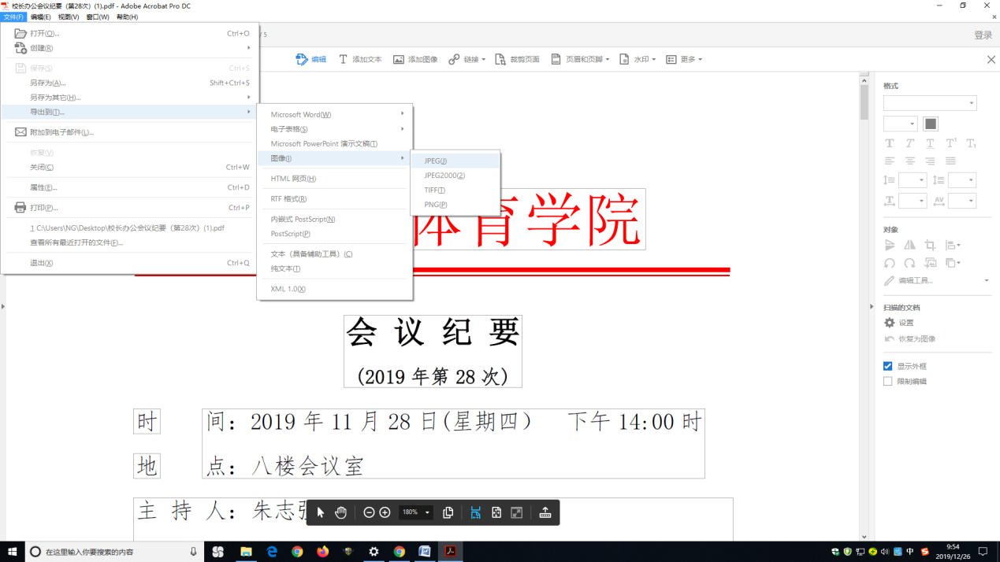 校长办公会议纪要（第28次）(1).pdf - Adobe Acrobat Pro DC
文件(F) 编辑(E) 视图(V) 窗口(W) 帮助(H)
打开(O)... Ctrl+O
创建(R)
保存(S) Ctrl+S
另存为(A)... Shift+Ctrl+S
另存为其它(H)...
导出到(T)...
附加到电子邮件(L)...
恢复(V)
关闭(C) Ctrl+W
属性(E)... Ctrl+D
打印(P)... Ctrl+P
1 C:\Users\NG\Desktop\校长办公会议纪要（第28次）(1).pdf
查看所有最近打开的文件(F)...
退出(X) Ctrl+Q
Microsoft Word(W)
电子表格(S)
Microsoft PowerPoint 演示文稿(T)
图像(I)
HTML 网页(H)
RTF 格式(R)
内嵌式 PostScript(N)
PostScript(P)
文本（具备辅助工具）(C)
纯文本(T)
XML 1.0(X)
JPEG(J)
JPEG2000(2)
TIFF(T)
PNG(P)
/ 5
登录
编辑 添加文本 添加图像 链接 裁剪页面 页眉和页脚 水印 更多
体育学院
会议纪要
(2019 年第 28 次)
时 间：2019 年 11 月 28 日(星期四） 下午 14:00 时
地 点：八楼会议室
主 持 人：朱志
180%
格式
对象
编辑工具...
扫描的文档
设置
恢复为图像
显示外框
限制编辑
在这里输入你要搜索的内容
中
9:54
2019/12/26